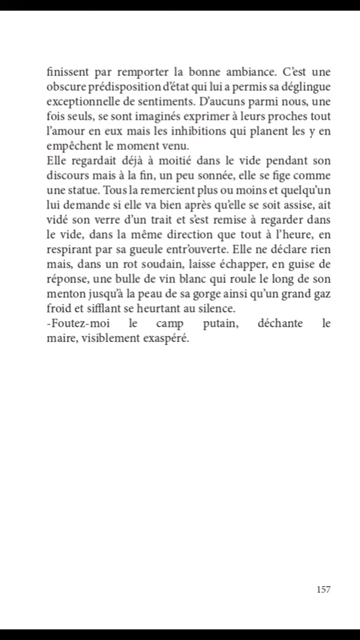 finissent par remporter la bonne ambiance. C'est une
obscure prédisposition d'état qui lui a permis sa déglingue
exceptionnelle de sentiments. D'aucuns parmi nous, une
fois seuls, se sont imaginés exprimer à leurs proches tout
l'amour en eux mais les inhibitions qui planent les y en
empêchent le moment venu.
Elle regardait déjà à moitié dans le vide pendant son
discours mais à la fin, un peu sonnée, elle se fige comme
une statue. Tous la remercient plus ou moins et quelqu'un
lui demande si elle va bien après qu'elle se soit assise, ait
vidé son verre d'un trait et s'est remise à regarder dans
le vide, dans la même direction que tout à l'heure, en
respirant par sa gueule entr'ouverte. Elle ne déclare rien
mais, dans un rot soudain, laisse échapper, en guise de
réponse, une bulle de vin blanc qui roule le long de son
menton jusqu'à la peau de sa gorge ainsi qu'un grand gaz
froid et sifflant se heurtant au silence.
-Foutez-moi le camp putain, déchante le
maire, visiblement exaspéré.
157